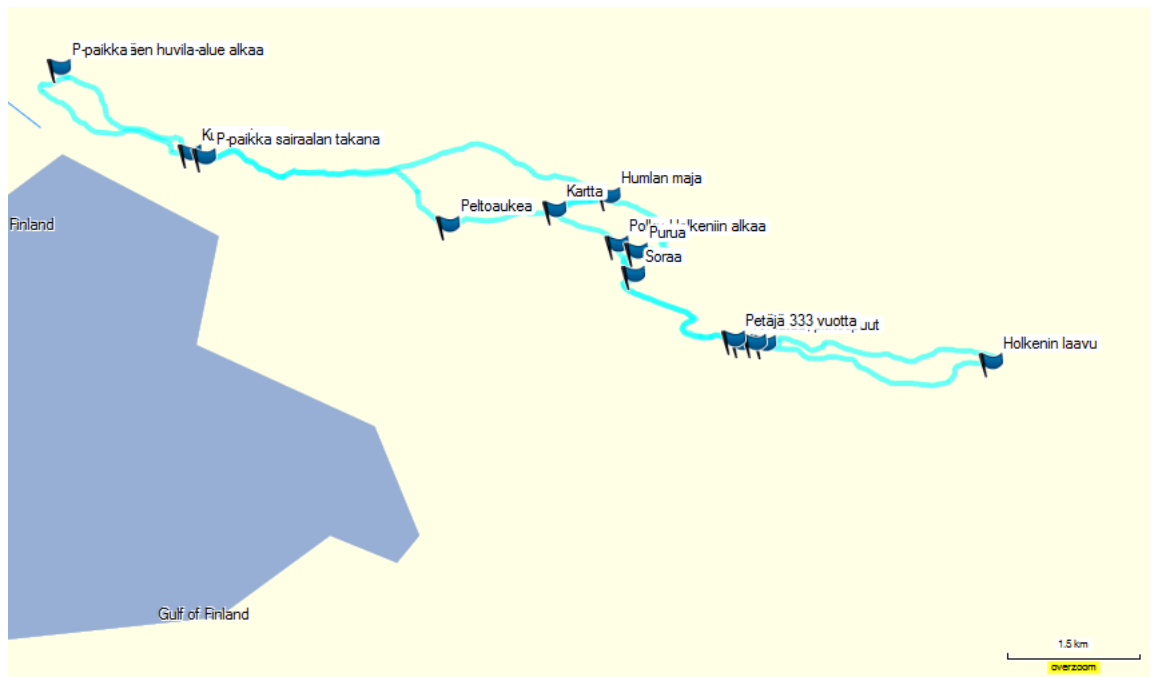 P-paikka äen huvila-alue alkaa
P-paikka sairaalan takana
Humlan maja
Kartta
Peltoaukea
Finland
alkaa
Purua
Soraa
Petäjä 333 vuotta
Holkenin laavu
Gulf of Finland
1.5 km
overzoom